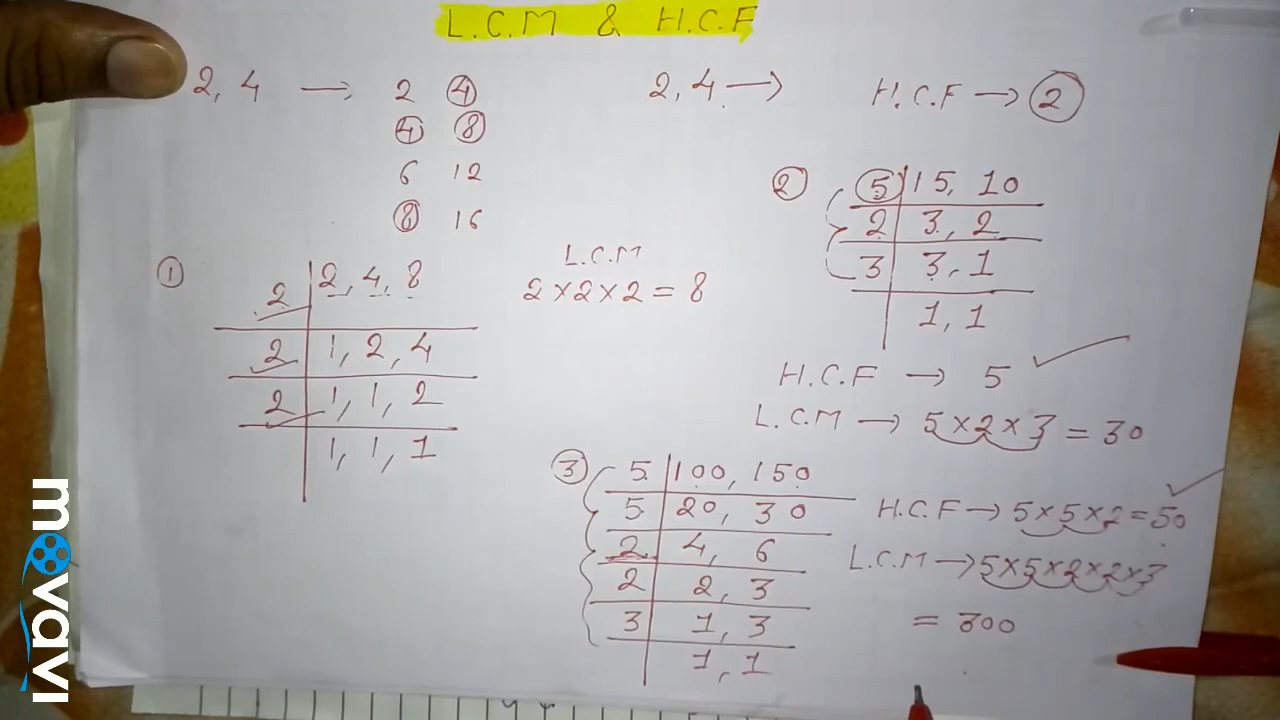 L.C.M & H.C.F
2, 4 → 2 4
4 8
6 12
8 16
2, 4 → H.C.F → 2
1
2 2, 4, 8
2 1, 2, 4
2 1, 1, 2
1, 1, 1
L.C.M
2×2×2 = 8
2
5 15, 10
2 3, 2
3 3, 1
1, 1
H.C.F → 5
L.C.M → 5×2×3 = 30
3
5 100, 150
5 20, 30
2 4, 6
2 2, 3
3 1, 3
1, 1
H.C.F → 5×5×2=50
L.C.M → 5×5×2×2×3
= 300
movavi